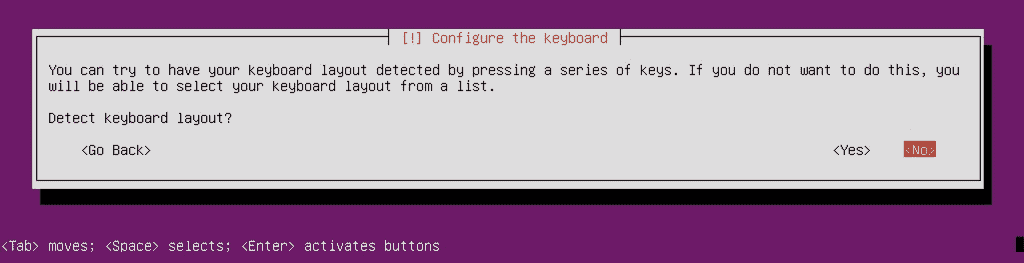 [!] Configure the keyboard
You can try to have your keyboard layout detected by pressing a series of keys. If you do not want to do this, you
will be able to select your keyboard layout from a list.
Detect keyboard layout?
<Go Back> <Yes> <No>
<Tab> moves; <Space> selects; <Enter> activates buttons